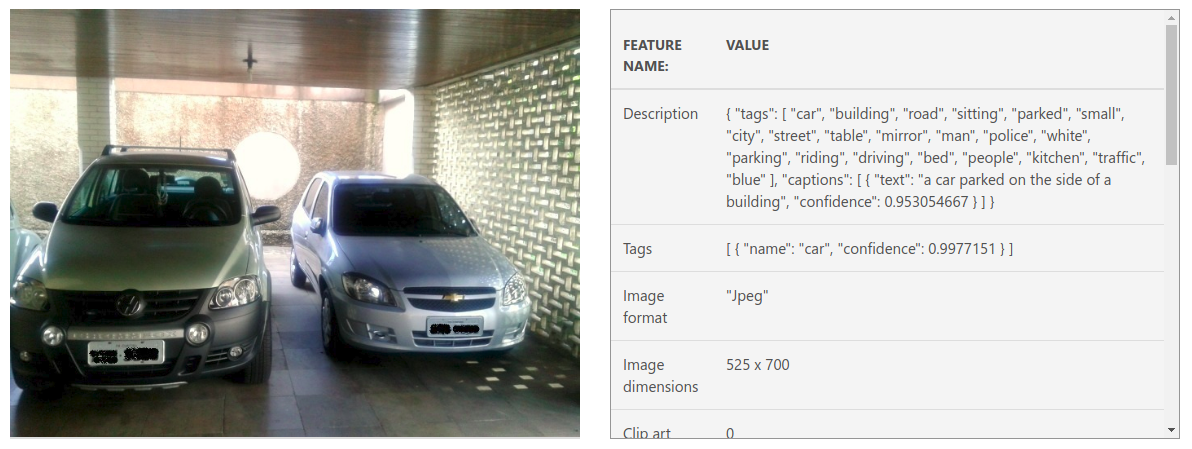 FEATURE NAME: VALUE
Description { "tags": [ "car", "building", "road", "sitting", "parked", "small",
"city", "street", "table", "mirror", "man", "police", "white",
"parking", "riding", "driving", "bed", "people", "kitchen", "traffic",
"blue" ], "captions": [ { "text": "a car parked on the side of a
building", "confidence": 0.953054667 } ] }
Tags [ { "name": "car", "confidence": 0.9977151 } ]
Image format "Jpeg"
Image dimensions 525 x 700
Clip art 0